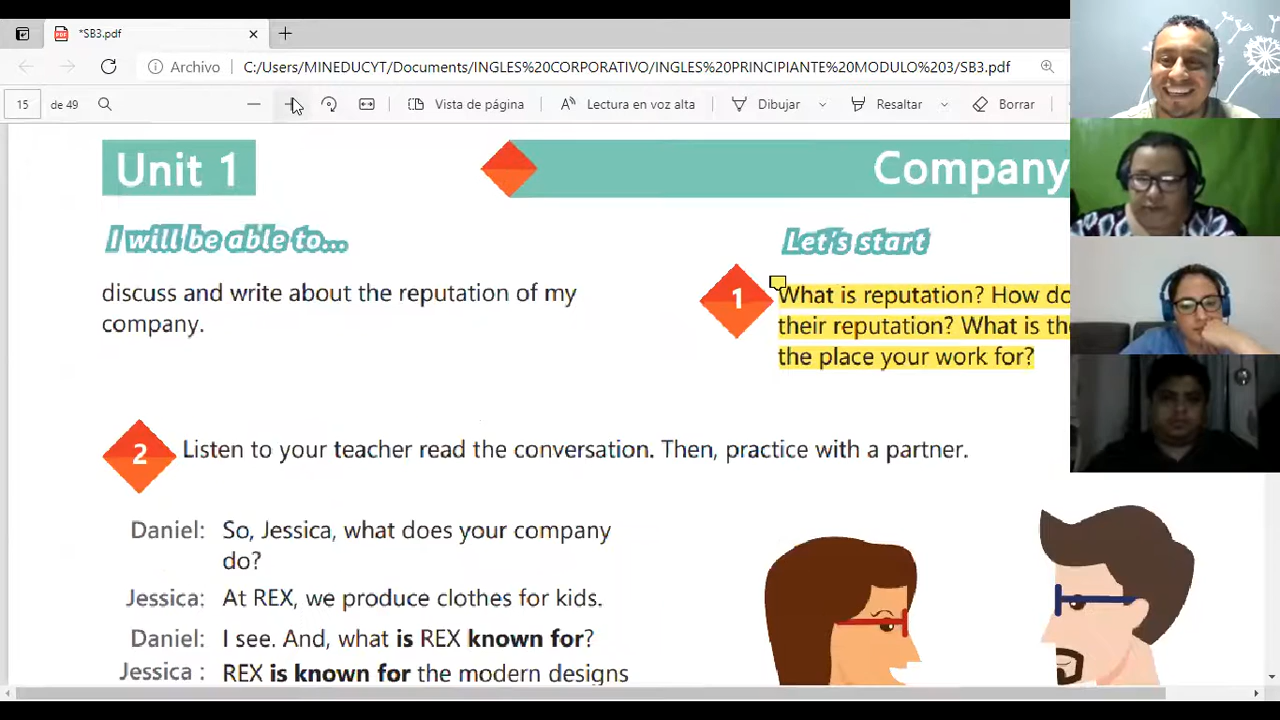 *SB3.pdf
Archivo
C:/Users/MINEDUCYT/Documents/INGLES%20CORPORATIVO/INGLES%20PRINCIPIANTE%20MODULO%203/SB3.pdf
15 de 49
Vista de página
Lectura en voz alta
Dibujar
Resaltar
Borrar
Unit 1
Company
I will be able to...
discuss and write about the reputation of my
company.
Let's start
1
What is reputation? How do
their reputation? What is th
the place your work for?
2
Listen to your teacher read the conversation. Then, practice with a partner.
Daniel: So, Jessica, what does your company
do?
Jessica: At REX, we produce clothes for kids.
Daniel: I see. And, what is REX known for?
Jessica : REX is known for the modern designs